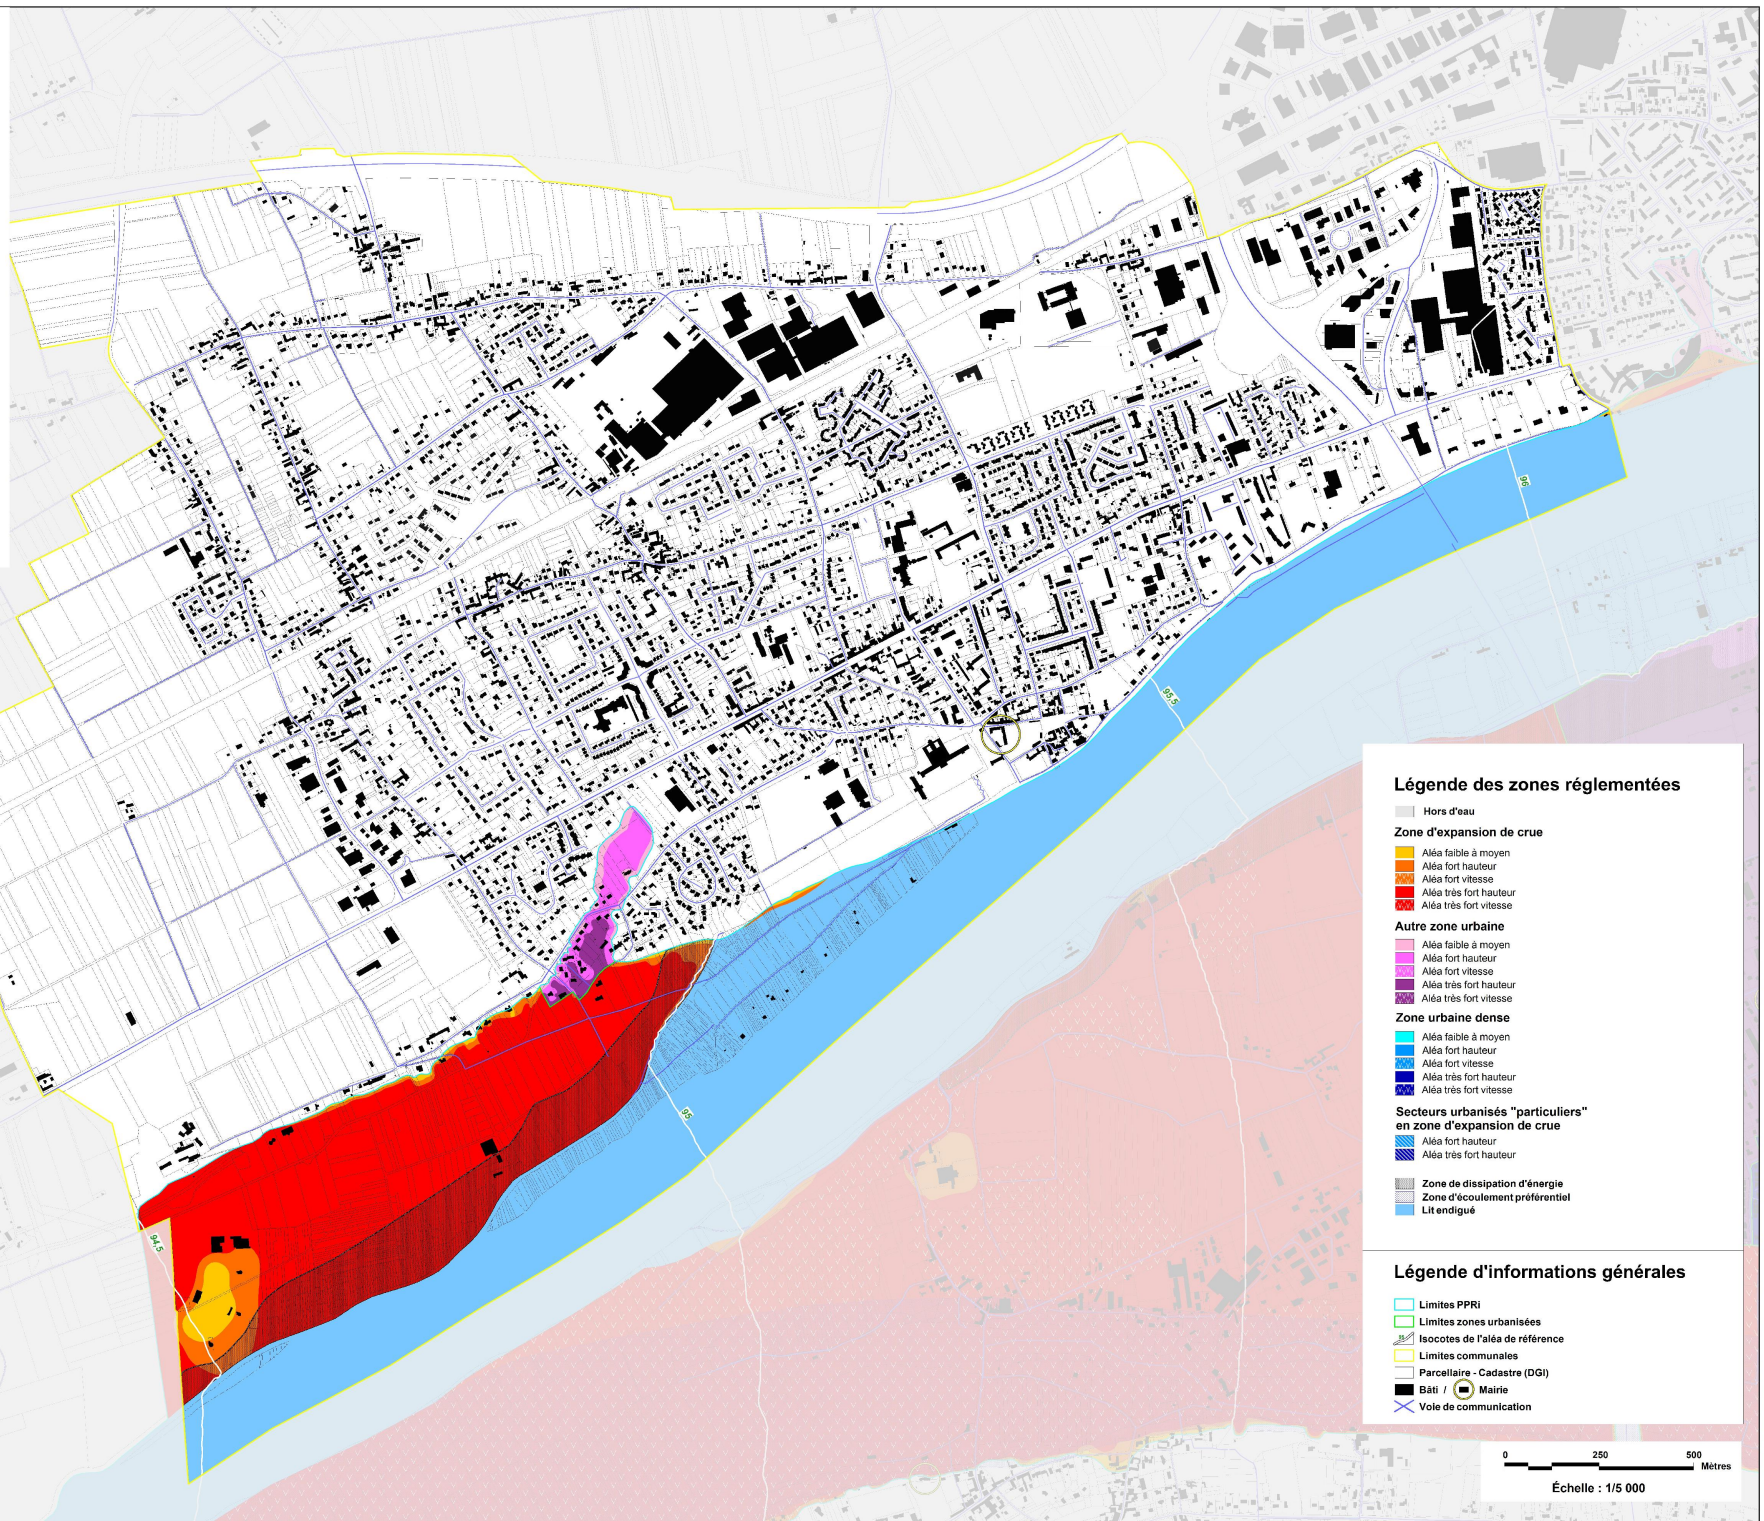 96
95,5
95
94,5
Légende des zones réglementées
Hors d'eau
Zone d'expansion de crue
Aléa faible à moyen
Aléa fort hauteur
Aléa fort vitesse
Aléa très fort hauteur
Aléa très fort vitesse
Autre zone urbaine
Aléa faible à moyen
Aléa fort hauteur
Aléa fort vitesse
Aléa très fort hauteur
Aléa très fort vitesse
Zone urbaine dense
Aléa faible à moyen
Aléa fort hauteur
Aléa fort vitesse
Aléa très fort hauteur
Aléa très fort vitesse
Secteurs urbanisés "particuliers"
en zone d'expansion de crue
Aléa fort hauteur
Aléa très fort hauteur
Zone de dissipation d'énergie
Zone d'écoulement préférentiel
Lit endigué
Légende d'informations générales
Limites PPRi
Limites zones urbanisées
Isocotes de l'aléa de référence
Limites communales
Parcellaire - Cadastre (DGI)
Bâti / Mairie
Voie de communication
0 250 500
Mètres
Échelle : 1/5 000